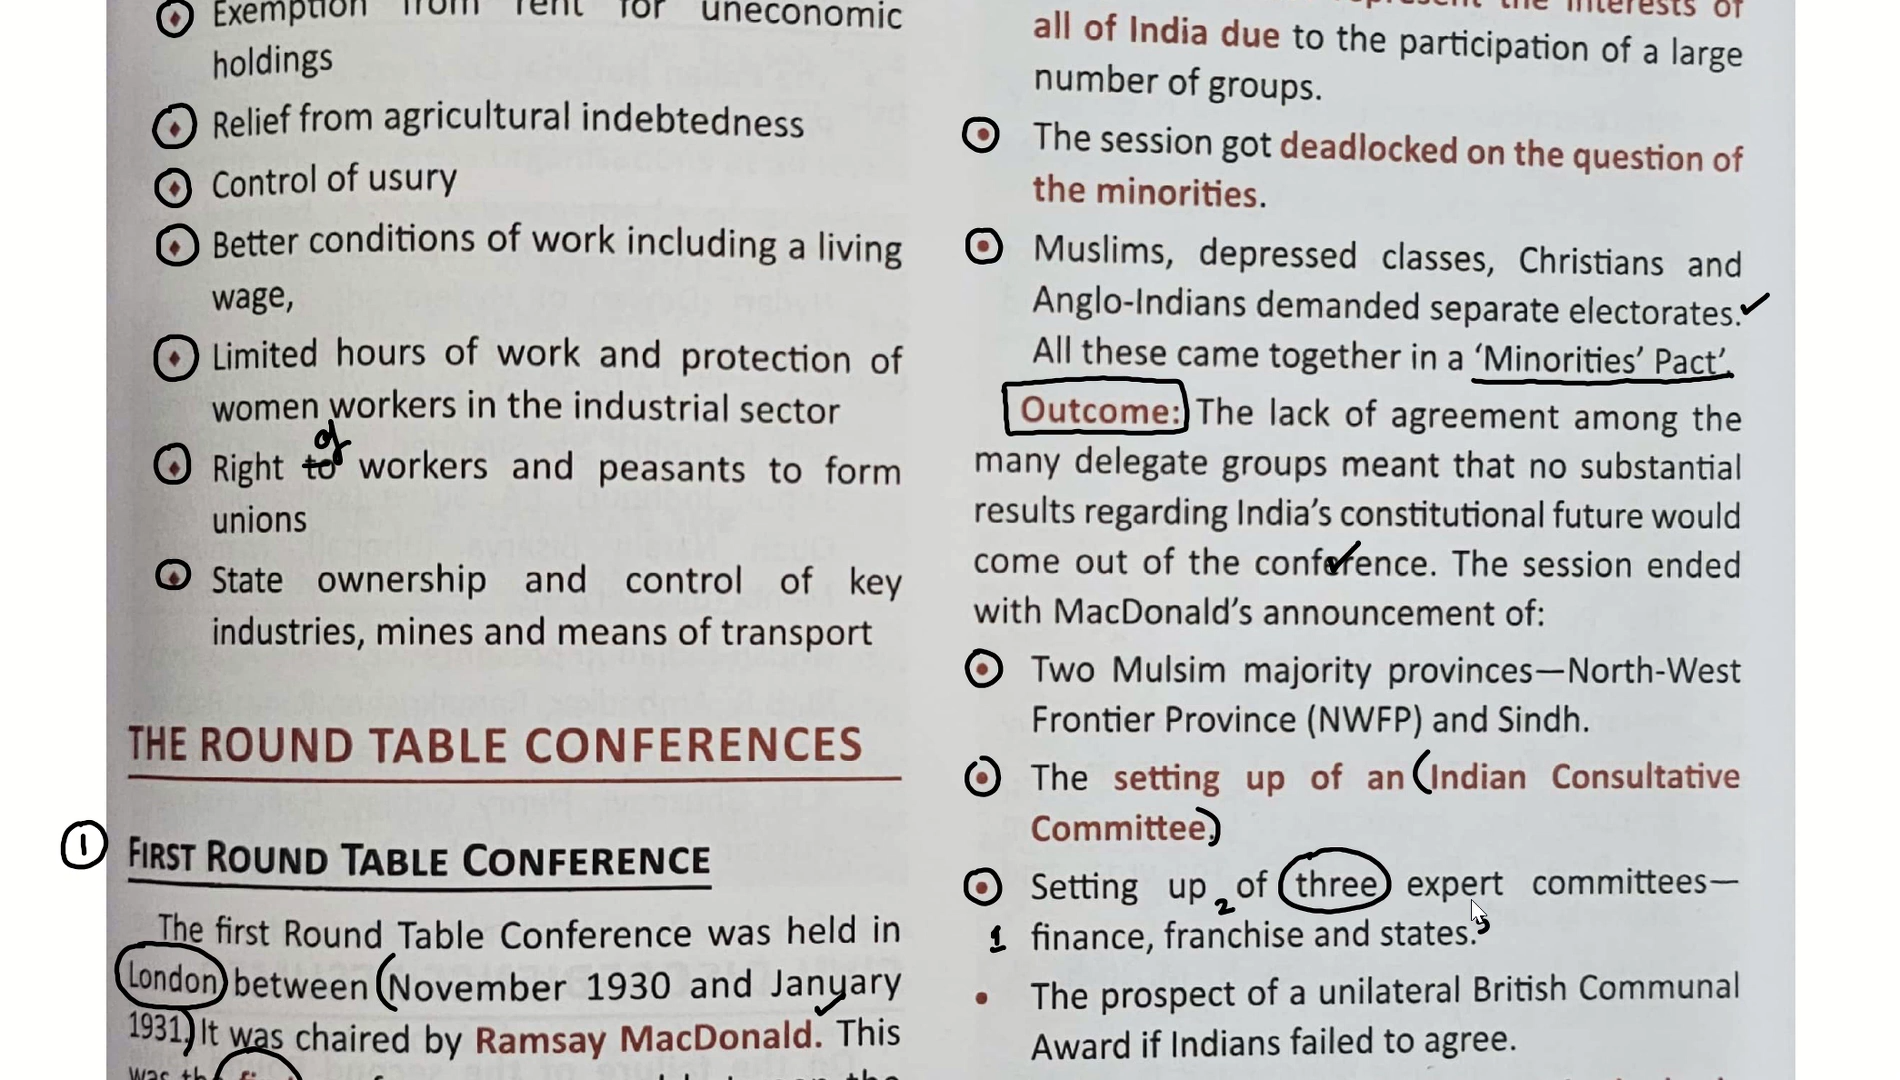 Exemption from rent for uneconomic
holdings
Relief from agricultural indebtedness
Control of usury
Better conditions of work including a living
wage,
Limited hours of work and protection of
women workers in the industrial sector
of
Right to workers and peasants to form
unions
State ownership and control of key
industries, mines and means of transport
THE ROUND TABLE CONFERENCES
1
FIRST ROUND TABLE CONFERENCE
The first Round Table Conference was held in
London between (November 1930 and January
1931.) It was chaired by Ramsay MacDonald. This
was the
the interests of
all of India due to the participation of a large
number of groups.
• The session got deadlocked on the question of
the minorities.
• Muslims, depressed classes, Christians and
Anglo-Indians demanded separate electorates.
All these came together in a ‘Minorities’ Pact’.
Outcome: The lack of agreement among the
many delegate groups meant that no substantial
results regarding India’s constitutional future would
come out of the conference. The session ended
with MacDonald’s announcement of:
• Two Mulsim majority provinces—North-West
Frontier Province (NWFP) and Sindh.
• The setting up of an (Indian Consultative
Committee.)
• Setting up of three expert committees—
2
1 finance, franchise and states. 3
• The prospect of a unilateral British Communal
Award if Indians failed to agree.